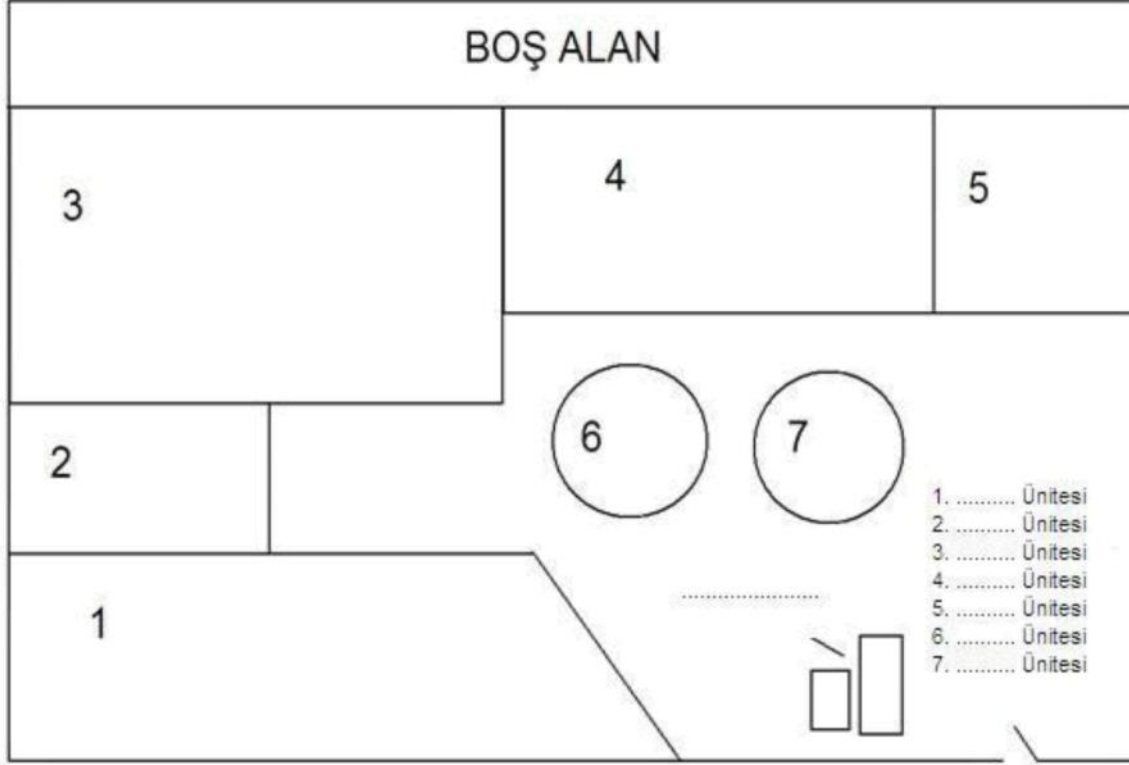 BOŞ ALAN
3
4
5
2
6
7
1
1. .......... Ünitesi
2. .......... Ünitesi
3. .......... Ünitesi
4. .......... Ünitesi
5. .......... Ünitesi
6. .......... Ünitesi
7. .......... Ünitesi
....................